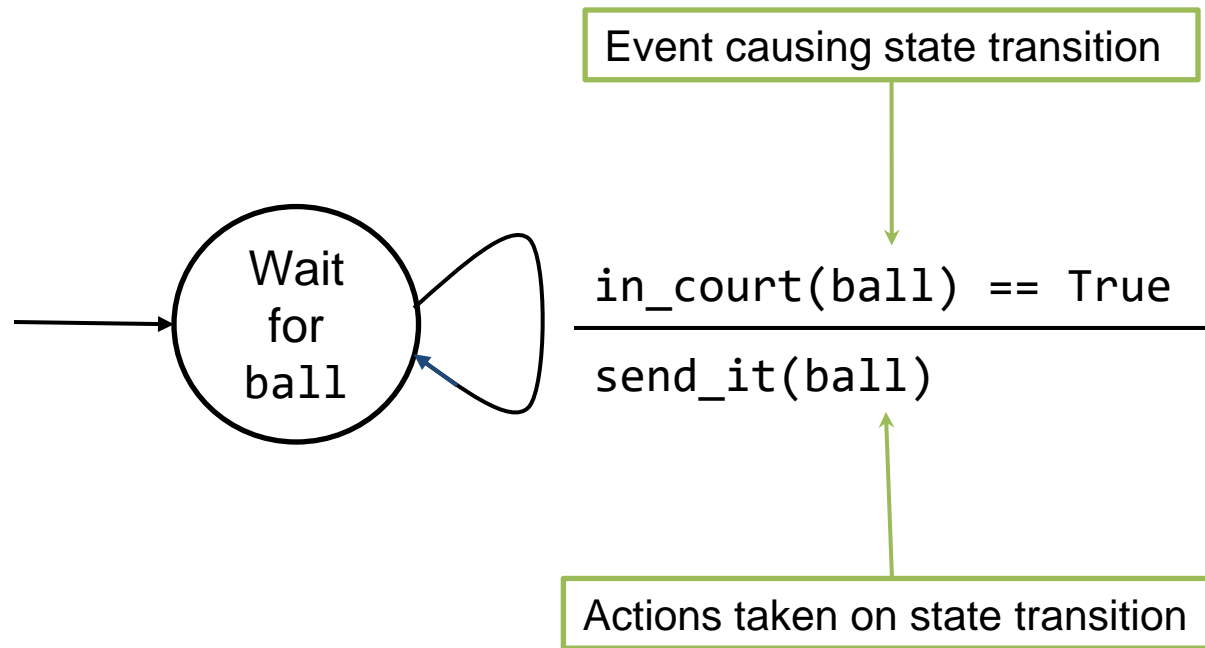 Event causing state transition
Wait
for
ball
in_court(ball) == True
send_it(ball)
Actions taken on state transition